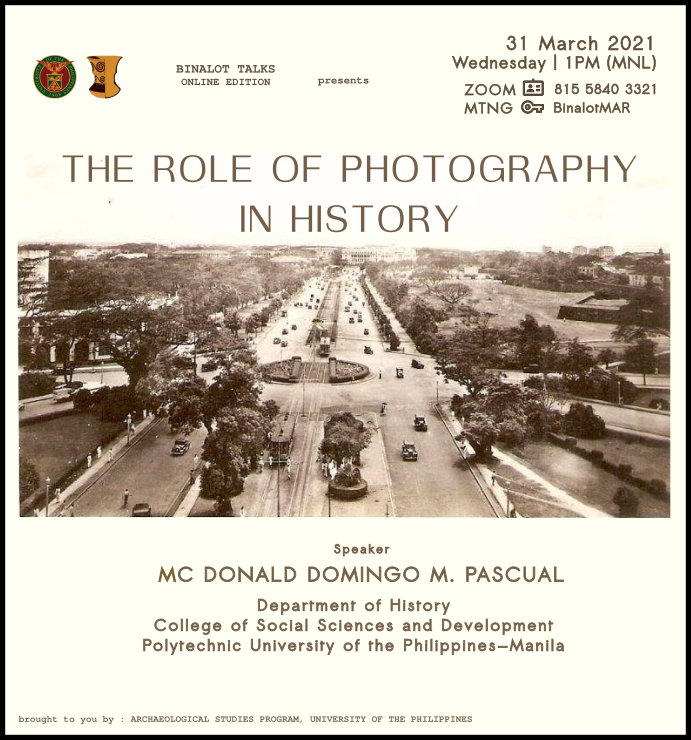 BINALOT TALKS
ONLINE EDITION
presents
31 March 2021
Wednesday | 1PM (MNL)
ZOOM 815 5840 3321
MTNG BinalotMAR
THE ROLE OF PHOTOGRAPHY
IN HISTORY
Speaker
MC DONALD DOMINGO M. PASCUAL
Department of History
College of Social Sciences and Development
Polytechnic University of the Philippines–Manila
brought to you by : ARCHAEOLOGICAL STUDIES PROGRAM, UNIVERSITY OF THE PHILIPPINES